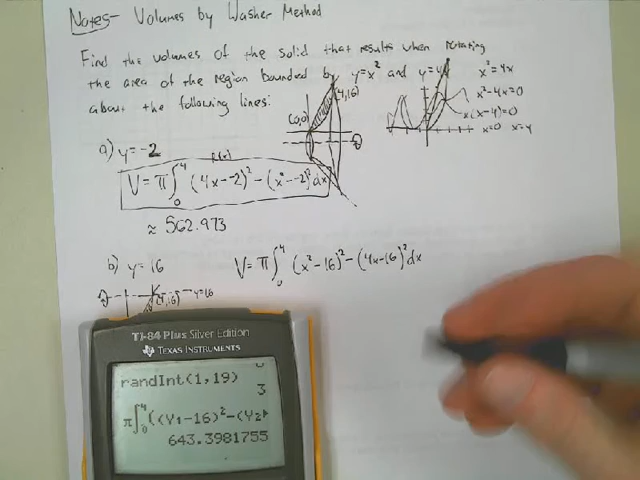 Notes- Volumes by Washer Method
Find the volumes of the solid that results when rotating
the area of the region bounded by y=x² and y=4x
about the following lines:
(4,16)
(0,0)
x²=4x
x²-4x=0
x(x-4)=0
x=0 x=4
a) y=-2
R(x)
V = π∫₀⁴ (4x--2)² - (x²--2)² dx
≈ 562.973
b) y=16
V = π∫₀⁴ (x²-16)² - (4x-16)² dx
(4,16) y=16
TI-84 Plus Silver Edition
TEXAS INSTRUMENTS
randInt(1,19)
3
π∫₀⁴((Y₁-16)²-(Y₂
643.3981755